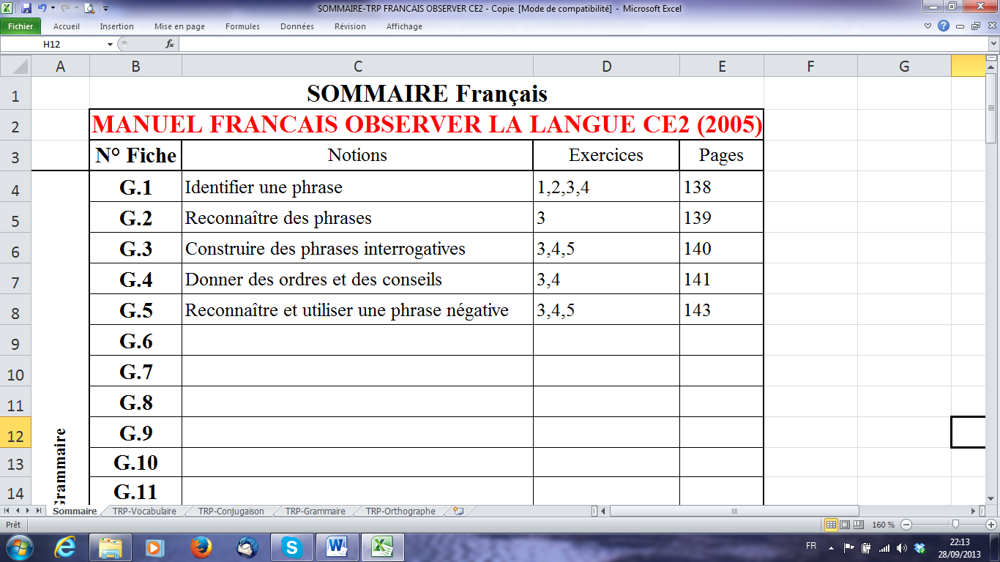 SOMMAIRE-TRP FRANCAIS OBSERVER CE2 - Copie [Mode de compatibilité] - Microsoft Excel
Fichier Accueil Insertion Mise en page Formules Données Révision Affichage
H12 fx
A B C D E F G
1 SOMMAIRE Français
2 MANUEL FRANCAIS OBSERVER LA LANGUE CE2 (2005)
3 N° Fiche Notions Exercices Pages
4 G.1 Identifier une phrase 1,2,3,4 138
5 G.2 Reconnaître des phrases 3 139
6 G.3 Construire des phrases interrogatives 3,4,5 140
7 G.4 Donner des ordres et des conseils 3,4 141
8 G.5 Reconnaître et utiliser une phrase négative 3,4,5 143
9 G.6
10 G.7
11 G.8
12 G.9
13 G.10
14 G.11
Grammaire
Sommaire TRP-Vocabulaire TRP-Conjugaison TRP-Grammaire TRP-Orthographe
Prêt 160 %
FR 22:13
28/09/2013